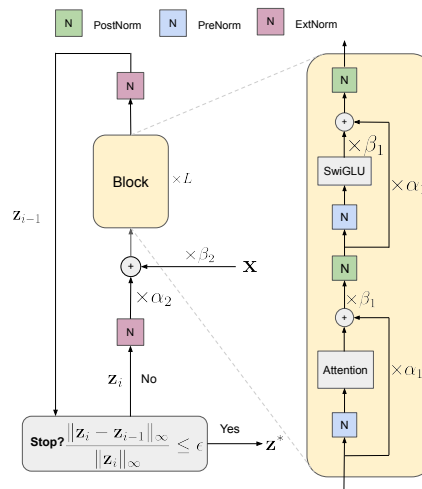 N PostNorm N PreNorm N ExtNorm
N
Block ×L
z_{i-1}
×β_2
+ X
×α_2
N
z_i No
Stop? ‖z_i − z_{i-1}‖_∞ / ‖z_i‖_∞ ≤ ϵ Yes z*
N
+
×β_1
SwiGLU
×α_1
N
N
×β_1
+
Attention ×α_1
N